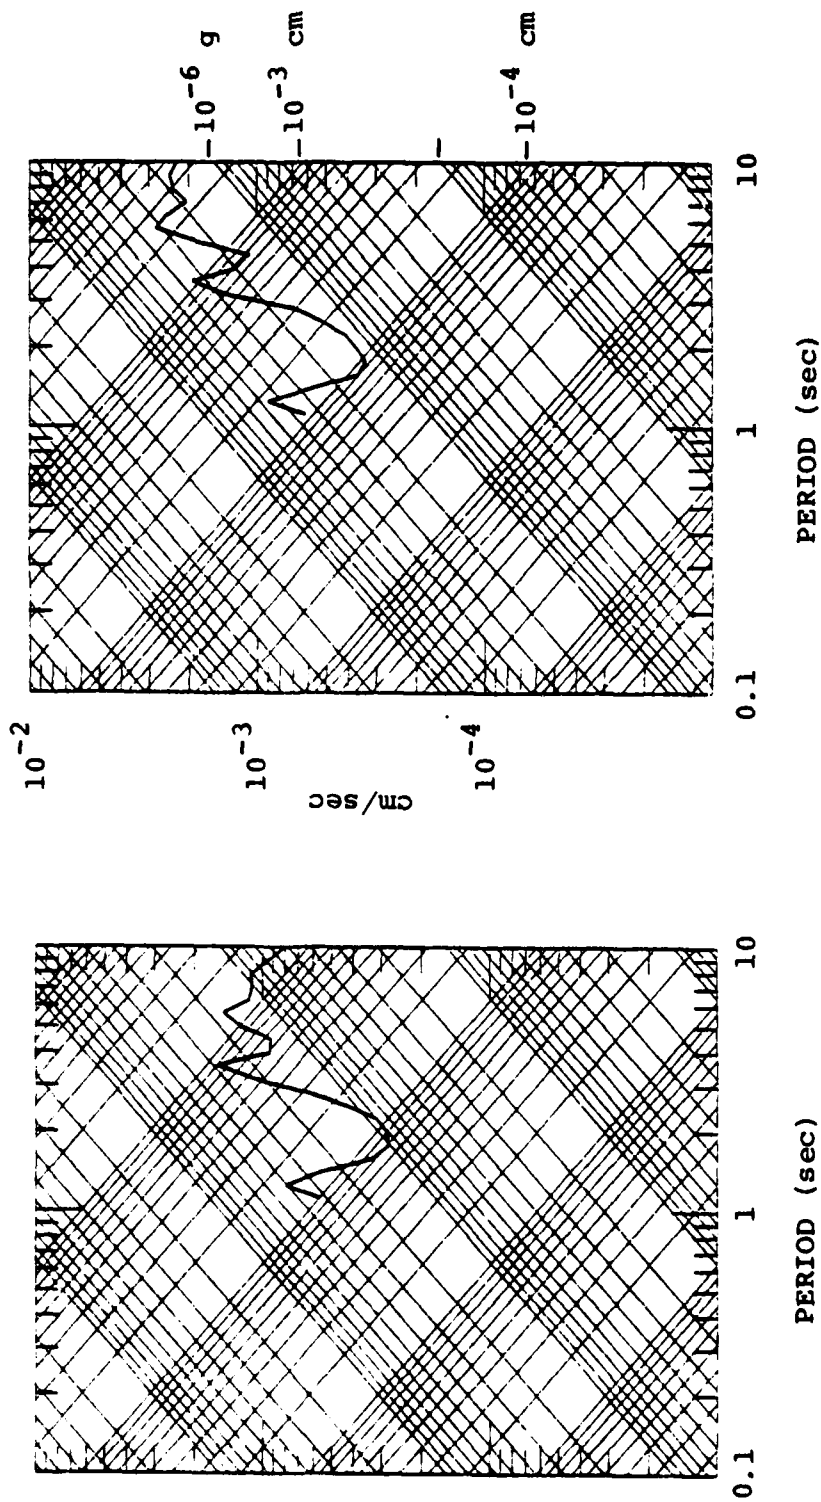 10⁻²
10⁻³
10⁻⁴
cm/sec
0.1
1
10
PERIOD (sec)
0.1
1
10
PERIOD (sec)
10⁻⁶ g
10⁻³ cm
10⁻⁴ cm